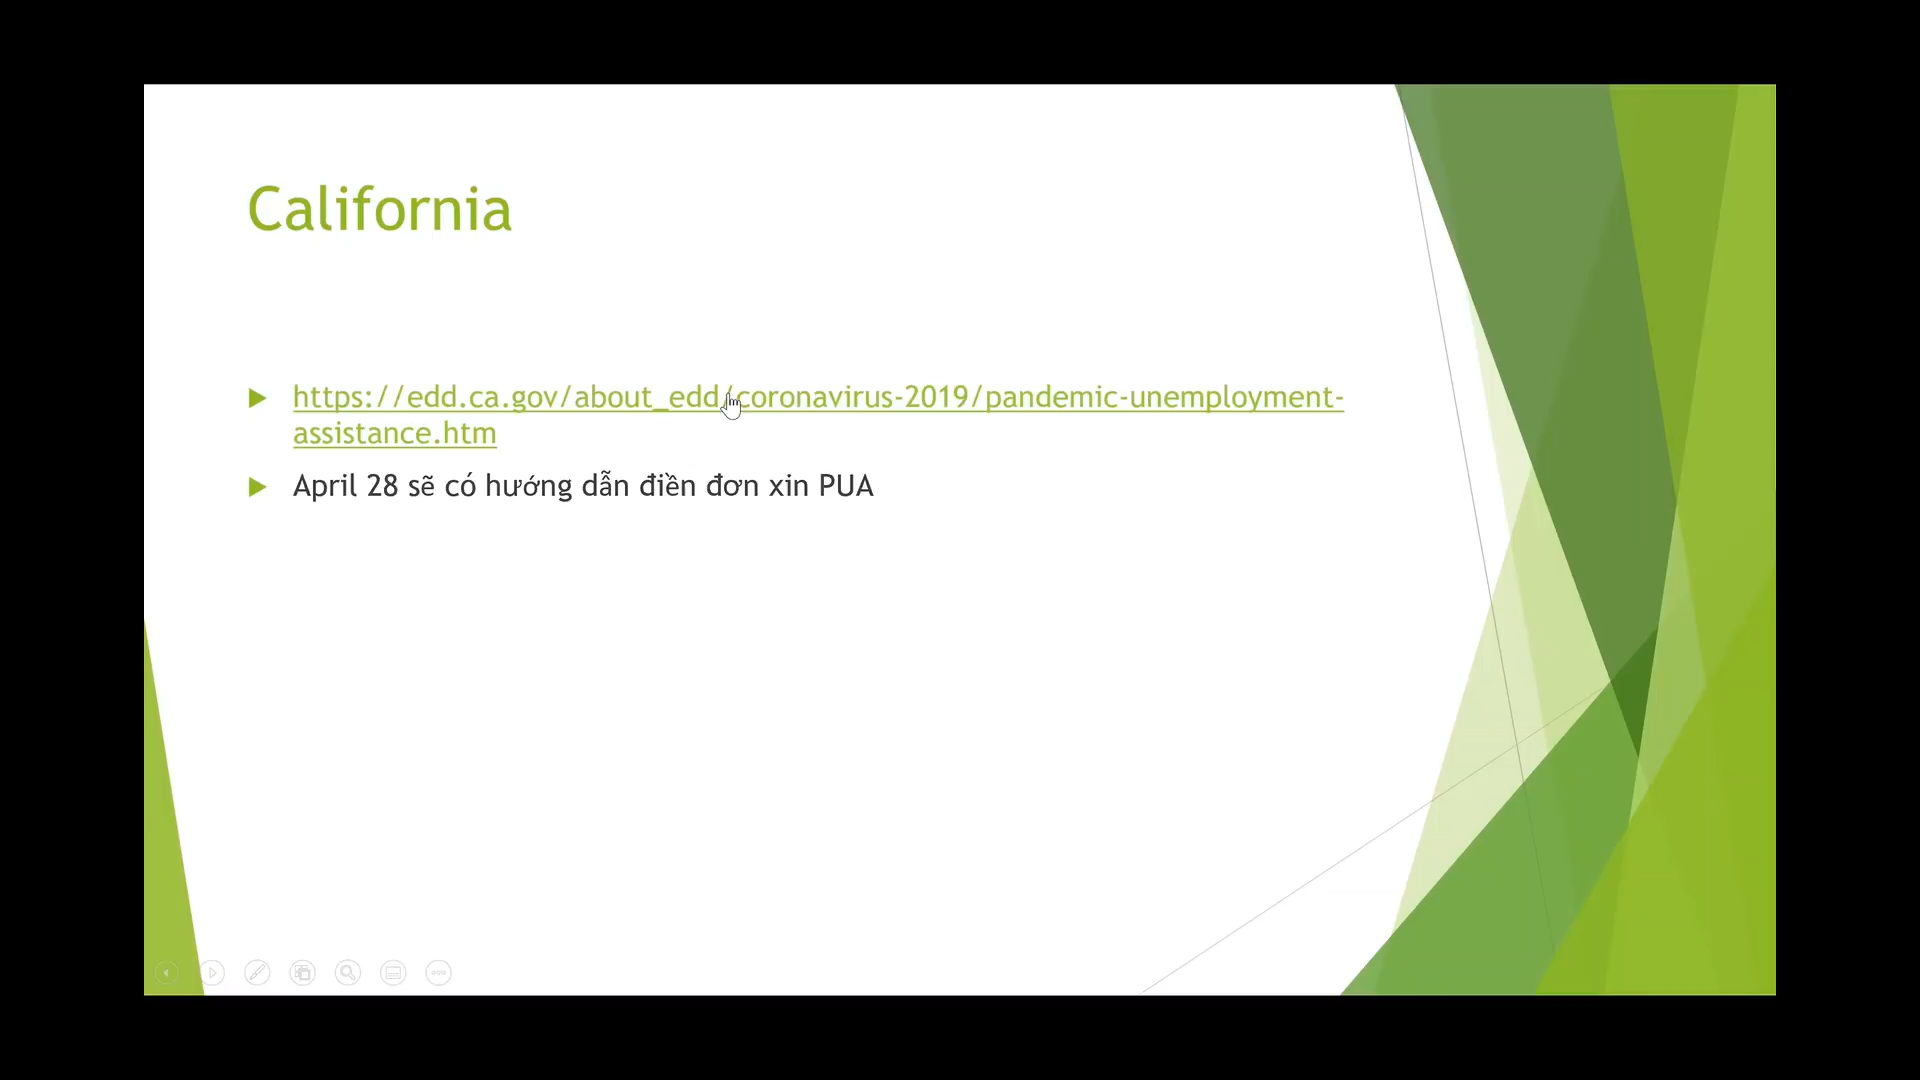 California
https://edd.ca.gov/about_edd/coronavirus-2019/pandemic-unemployment-
assistance.htm
April 28 sẽ có hướng dẫn điền đơn xin PUA